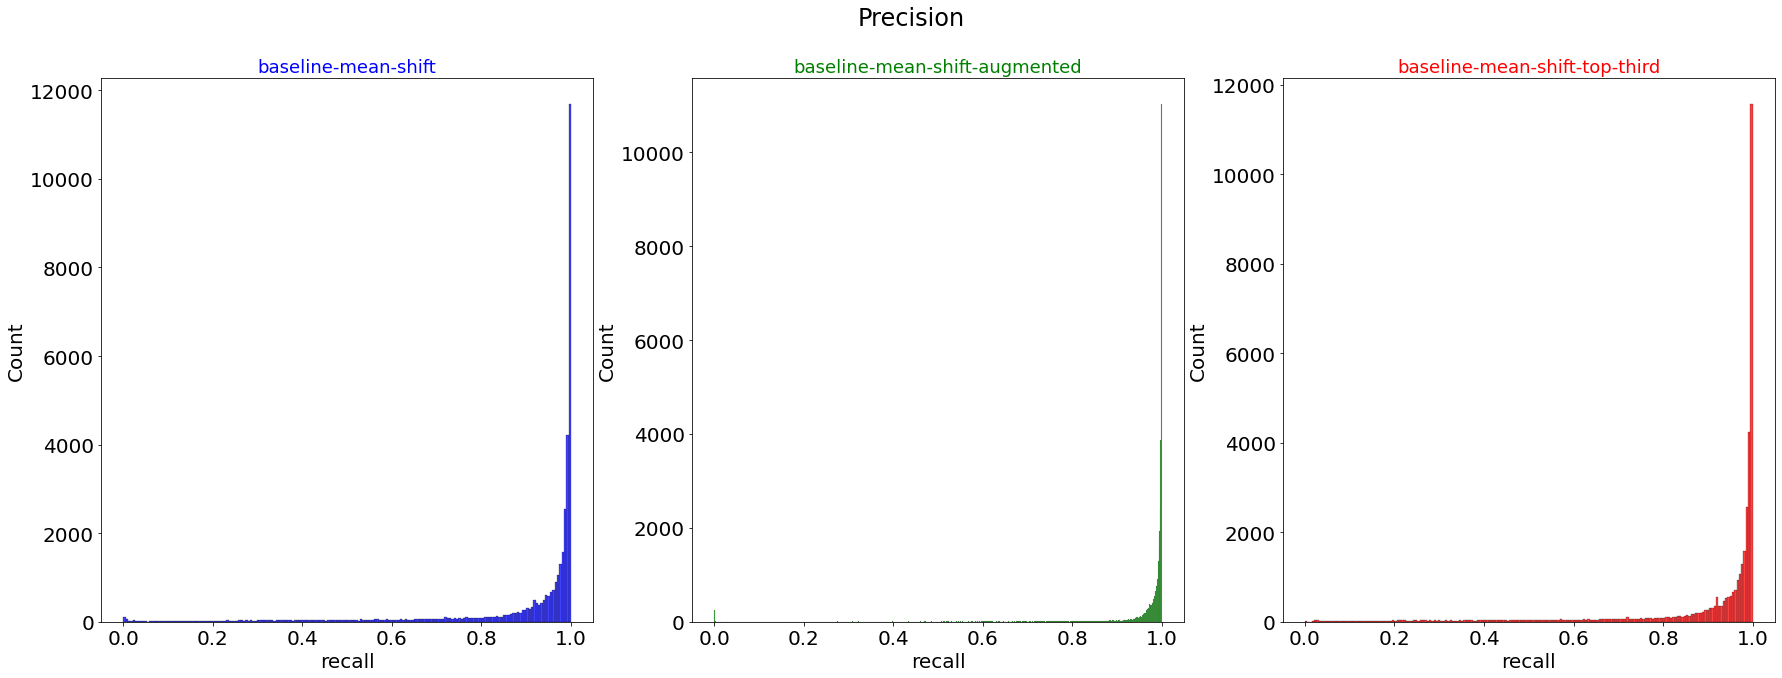 Precision
baseline-mean-shift
baseline-mean-shift-augmented
baseline-mean-shift-top-third
12000
10000
8000
6000
4000
2000
0
Count
0.0 0.2 0.4 0.6 0.8 1.0
recall
10000
8000
6000
4000
2000
0
Count
0.0 0.2 0.4 0.6 0.8 1.0
recall
12000
10000
8000
6000
4000
2000
0
Count
0.0 0.2 0.4 0.6 0.8 1.0
recall